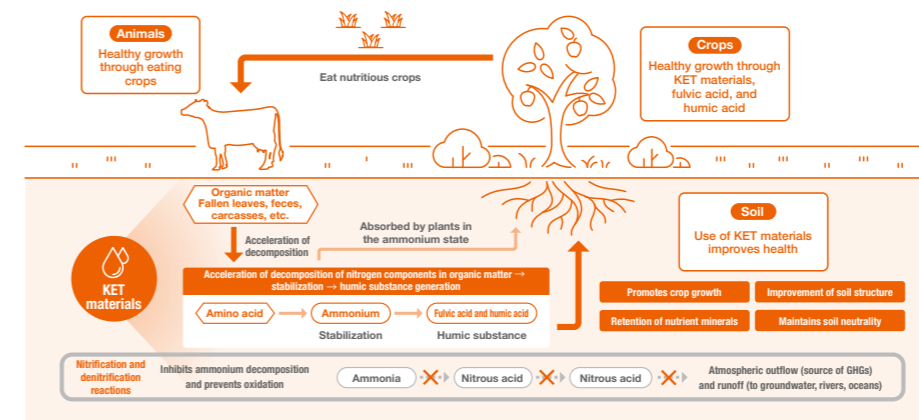 Animals
Healthy growth
through eating
crops
Eat nutritious crops
Crops
Healthy growth through
KET materials,
fulvic acid, and
humic acid
Organic matter
Fallen leaves, feces,
carcasses, etc.
Acceleration of
decomposition
Absorbed by plants in
the ammonium state
Soil
Use of KET materials
improves health
KET
materials
Acceleration of decomposition of nitrogen components in organic matter →
stabilization → humic substance generation
Amino acid
Ammonium
Fulvic acid and humic acid
Stabilization
Humic substance
Promotes crop growth
Improvement of soil structure
Retention of nutrient minerals
Maintains soil neutrality
Nitrification and
denitrification
reactions
Inhibits ammonium decomposition
and prevents oxidation
Ammonia
Nitrous acid
Nitrous acid
Atmospheric outflow (source of GHGs)
and runoff (to groundwater, rivers, oceans)